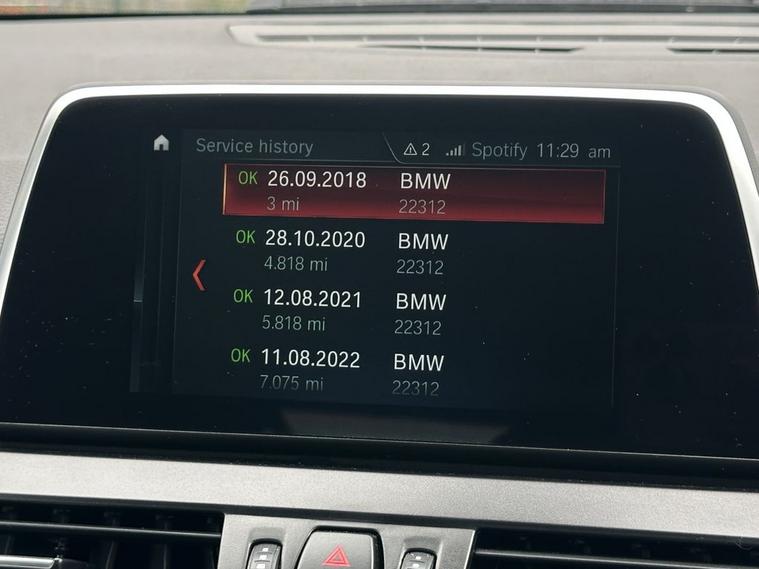 Service history 2 Spotify 11:29 am
OK 26.09.2018 BMW
3 mi 22312
OK 28.10.2020 BMW
4.818 mi 22312
OK 12.08.2021 BMW
5.818 mi 22312
OK 11.08.2022 BMW
7.075 mi 22312